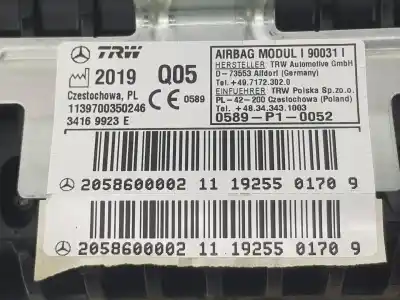 TRW
2019 Q05
Czestochowa, PL
1139700350246
3416 9923 E
CE 0589
AIRBAG MODUL I 90031 I
HERSTELLER: TRW Automotive GmbH
D-73553 Alfdorf (Germany)
Tel.+49.7172.302.0
EINFUEHRER: TRW Polska Sp.zo.o.
PL-42-200 Czestochowa (Poland)
Tel.+48.34.343.1003
0589-P1-0052
2058600002 11 19255 0170 9
2058600002 11 19255 0170 9